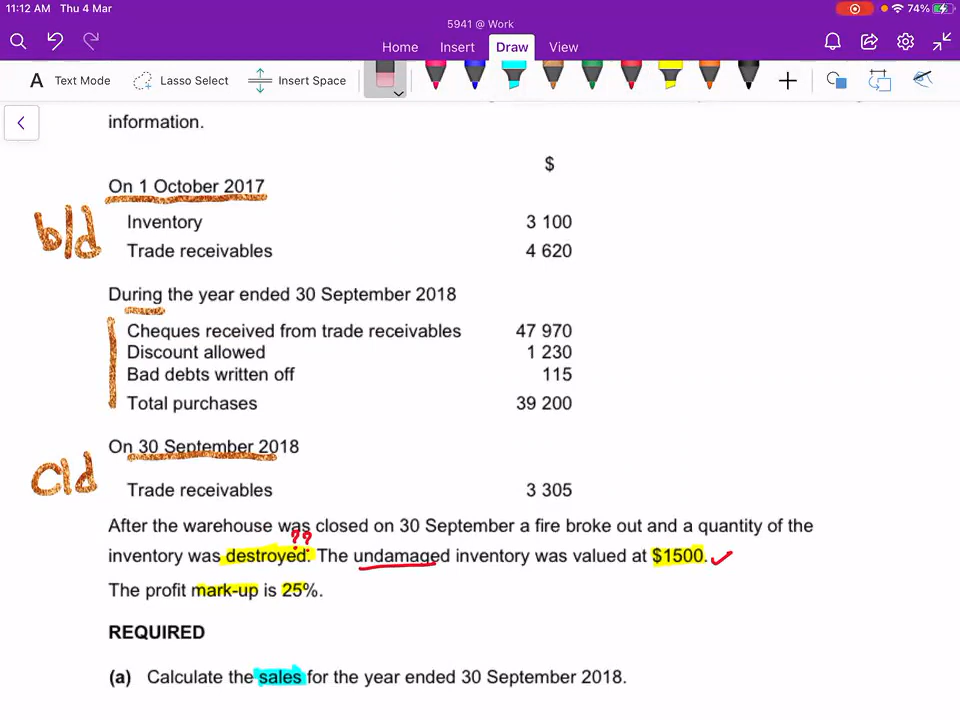 11:12 AM Thu 4 Mar
74%
5941 @ Work
Home Insert Draw View
A Text Mode Lasso Select Insert Space
information.
$
On 1 October 2017
b/d
Inventory 3 100
Trade receivables 4 620
During the year ended 30 September 2018
Cheques received from trade receivables 47 970
Discount allowed 1 230
Bad debts written off 115
Total purchases 39 200
On 30 September 2018
c/d
Trade receivables 3 305
After the warehouse was closed on 30 September a fire broke out and a quantity of the
??
inventory was destroyed. The undamaged inventory was valued at $1500.
The profit mark-up is 25%.
REQUIRED
(a) Calculate the sales for the year ended 30 September 2018.